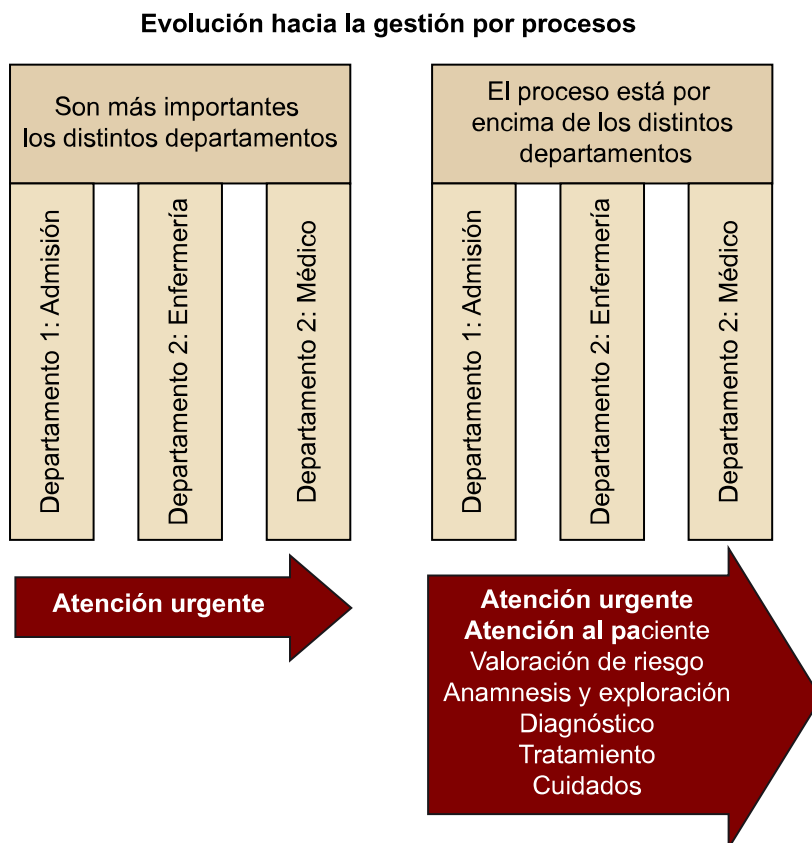 Evolución hacia la gestión por procesos
Son más importantes
los distintos departamentos
Departamento 1: Admisión
Departamento 2: Enfermería
Departamento 2: Médico
Atención urgente
El proceso está por
encima de los distintos
departamentos
Departamento 1: Admisión
Departamento 2: Enfermería
Departamento 2: Médico
Atención urgente
Atención al paciente
Valoración de riesgo
Anamnesis y exploración
Diagnóstico
Tratamiento
Cuidados